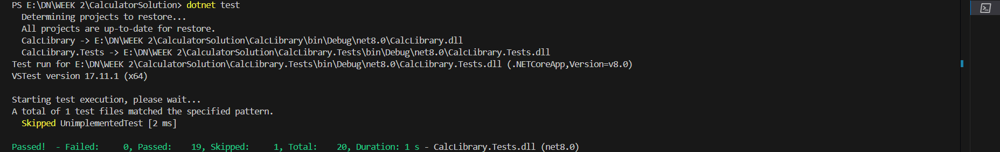 PS E:\DN\WEEK 2\CalculatorSolution> dotnet test
  Determining projects to restore...
  All projects are up-to-date for restore.
  CalcLibrary -> E:\DN\WEEK 2\CalculatorSolution\CalcLibrary\bin\Debug\net8.0\CalcLibrary.dll
  CalcLibrary.Tests -> E:\DN\WEEK 2\CalculatorSolution\CalcLibrary.Tests\bin\Debug\net8.0\CalcLibrary.Tests.dll
Test run for E:\DN\WEEK 2\CalculatorSolution\CalcLibrary.Tests\bin\Debug\net8.0\CalcLibrary.Tests.dll (.NETCoreApp,Version=v8.0)
VSTest version 17.11.1 (x64)

Starting test execution, please wait...
A total of 1 test files matched the specified pattern.
  Skipped UnimplementedTest [2 ms]

Passed!  - Failed:     0, Passed:    19, Skipped:     1, Total:    20, Duration: 1 s - CalcLibrary.Tests.dll (net8.0)